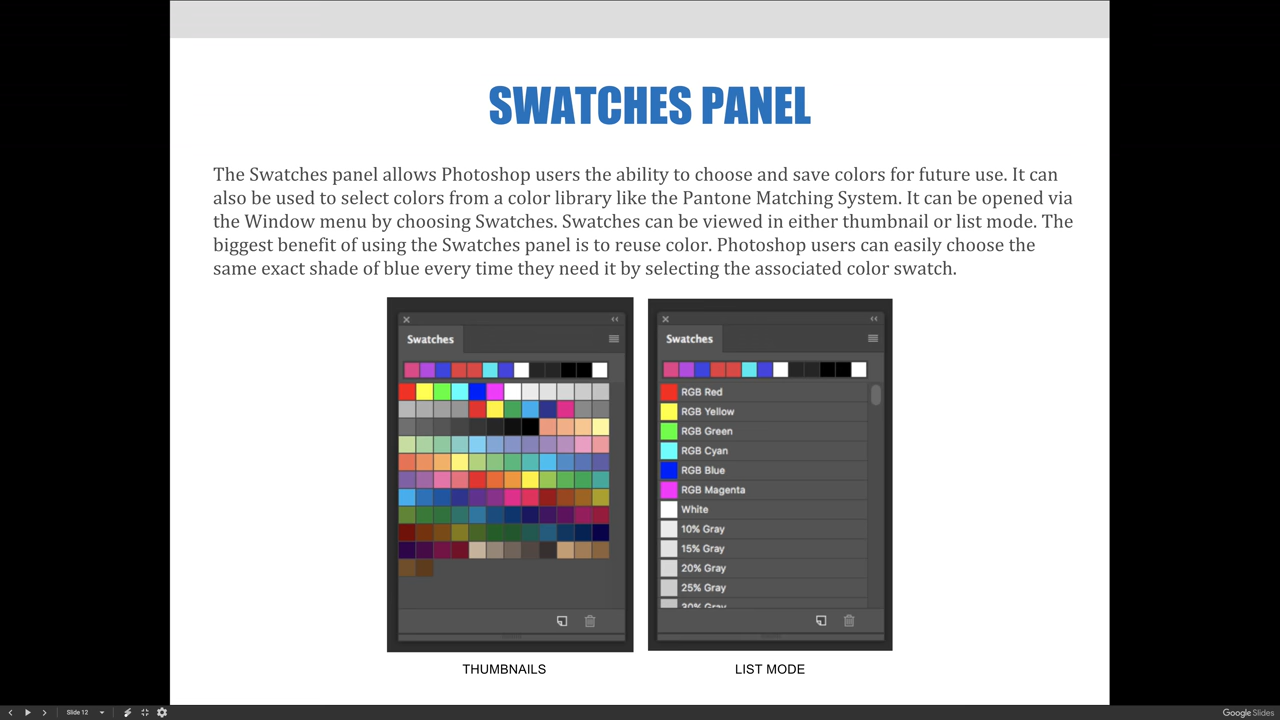 SWATCHES PANEL
The Swatches panel allows Photoshop users the ability to choose and save colors for future use. It can
also be used to select colors from a color library like the Pantone Matching System. It can be opened via
the Window menu by choosing Swatches. Swatches can be viewed in either thumbnail or list mode. The
biggest benefit of using the Swatches panel is to reuse color. Photoshop users can easily choose the
same exact shade of blue every time they need it by selecting the associated color swatch.
Swatches
Swatches
RGB Red
RGB Yellow
RGB Green
RGB Cyan
RGB Blue
RGB Magenta
White
10% Gray
15% Gray
20% Gray
25% Gray
30% Gray
THUMBNAILS
LIST MODE
Slide 12
Google Slides